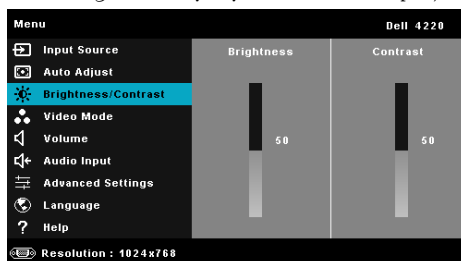 Menu Dell 4220
Input Source
Auto Adjust
Brightness/Contrast
Video Mode
Volume
Audio Input
Advanced Settings
Language
? Help
Brightness Contrast
50 50
Resolution : 1024x768